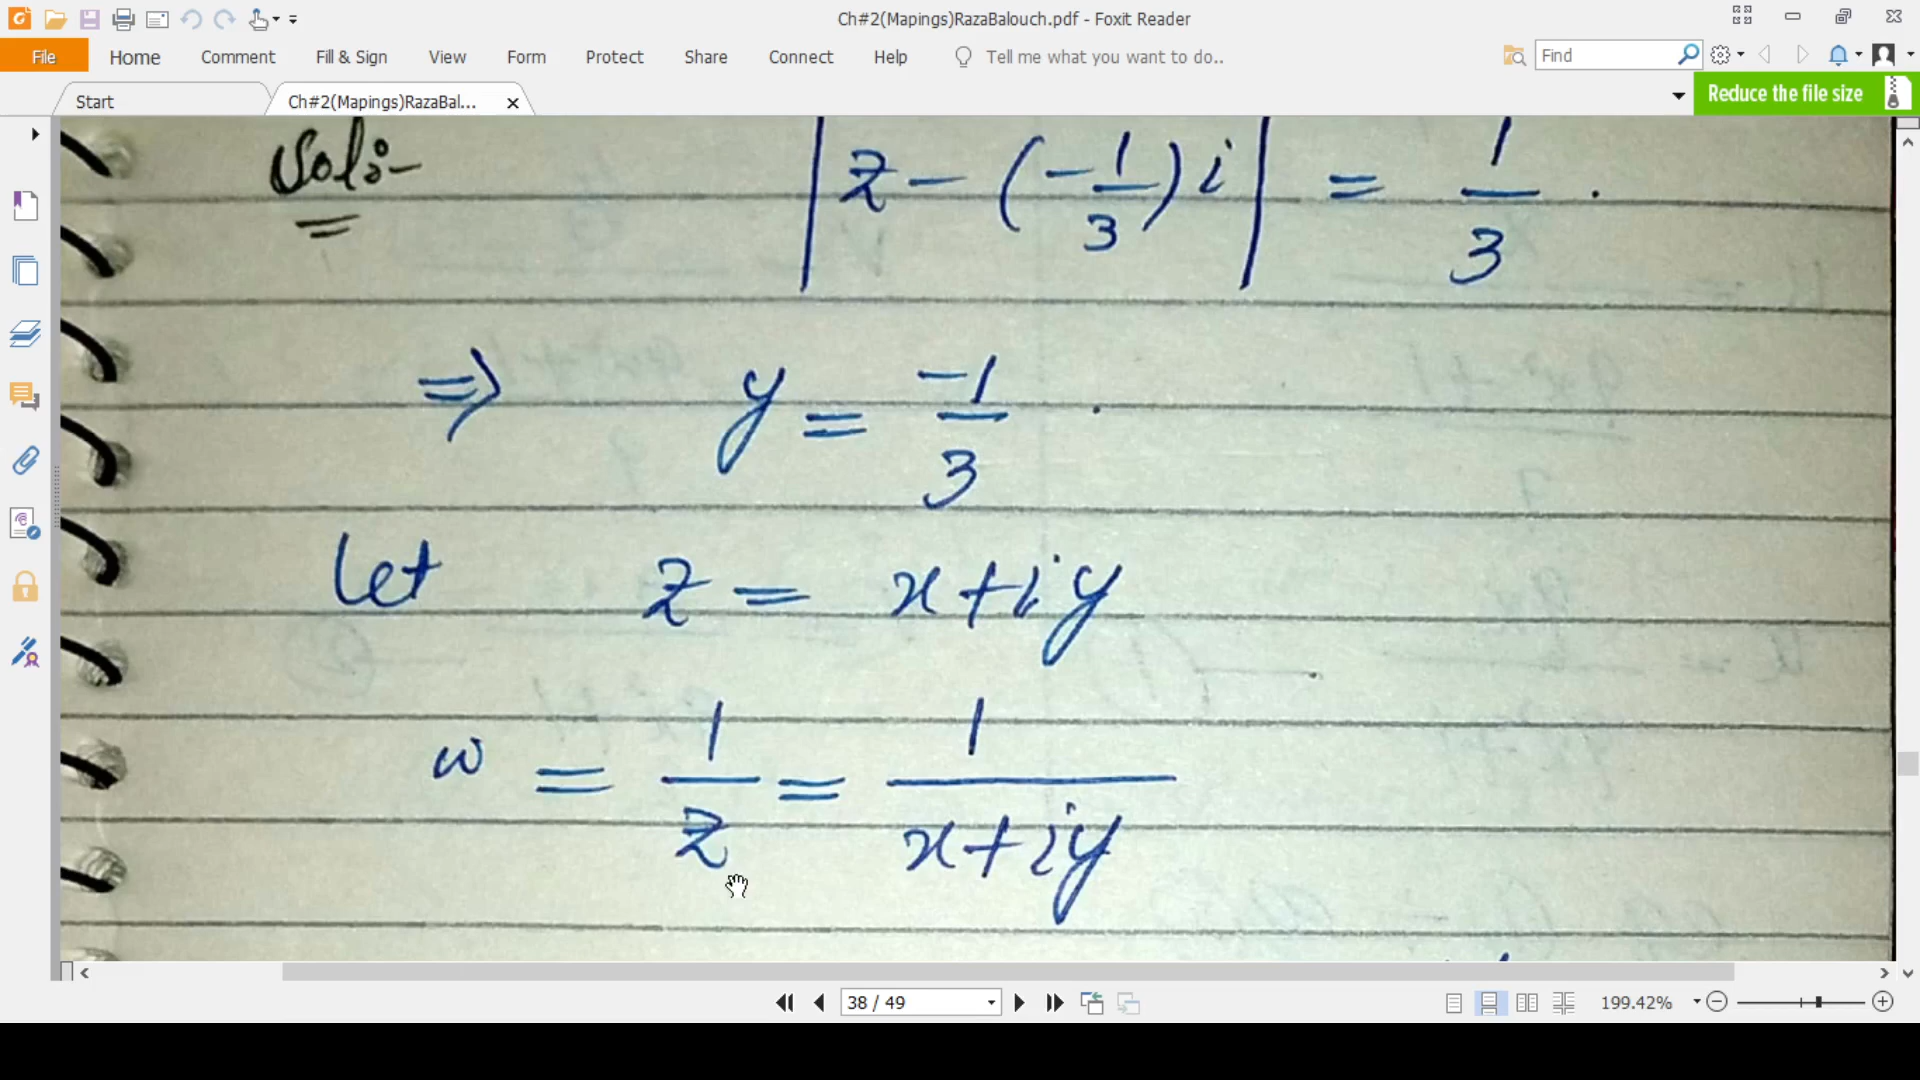 Ch#2(Mapings)RazaBalouch.pdf - Foxit Reader
File Home Comment Fill & Sign View Form Protect Share Connect Help Tell me what you want to do.. Find
Start Ch#2(Mapings)RazaBal... Reduce the file size
Sol:- |z - (-1/3)i| = 1/3 .
⇒ y = -1/3 .
Let z = x+iy
w = 1/z = 1/(x+iy)
38 / 49 199.42%